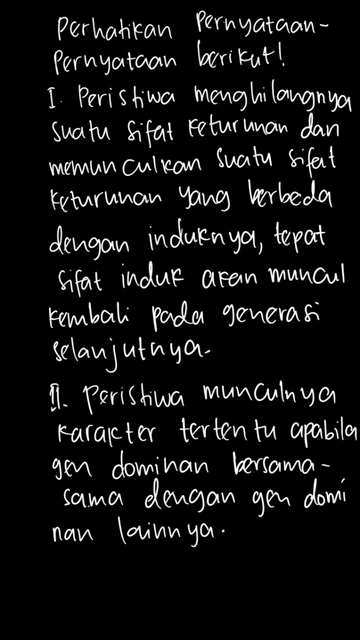 Perhatikan Pernyataan-
Pernyataan berikut!
I. Peristiwa menghilangnya
suatu sifat keturunan dan
memunculkan suatu sifat
keturunan yang berbeda
dengan induknya, tepat
sifat induk akan muncul
kembali pada generasi
selanjutnya.
II. Peristiwa munculnya
karakter tertentu apabila
gen dominan bersama-
sama dengan gen domi
nan lainnya.